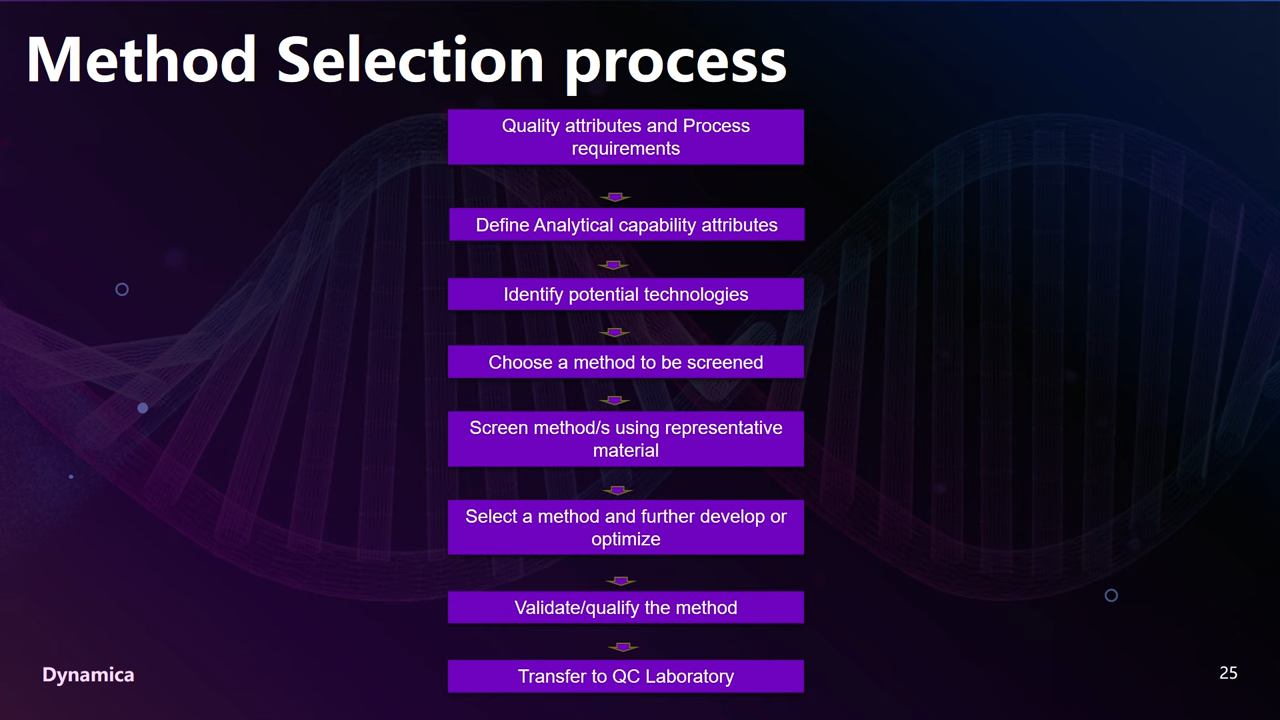 Method Selection process
Quality attributes and Process
requirements
Define Analytical capability attributes
Identify potential technologies
Choose a method to be screened
Screen method/s using representative
material
Select a method and further develop or
optimize
Validate/qualify the method
Transfer to QC Laboratory
Dynamica
25